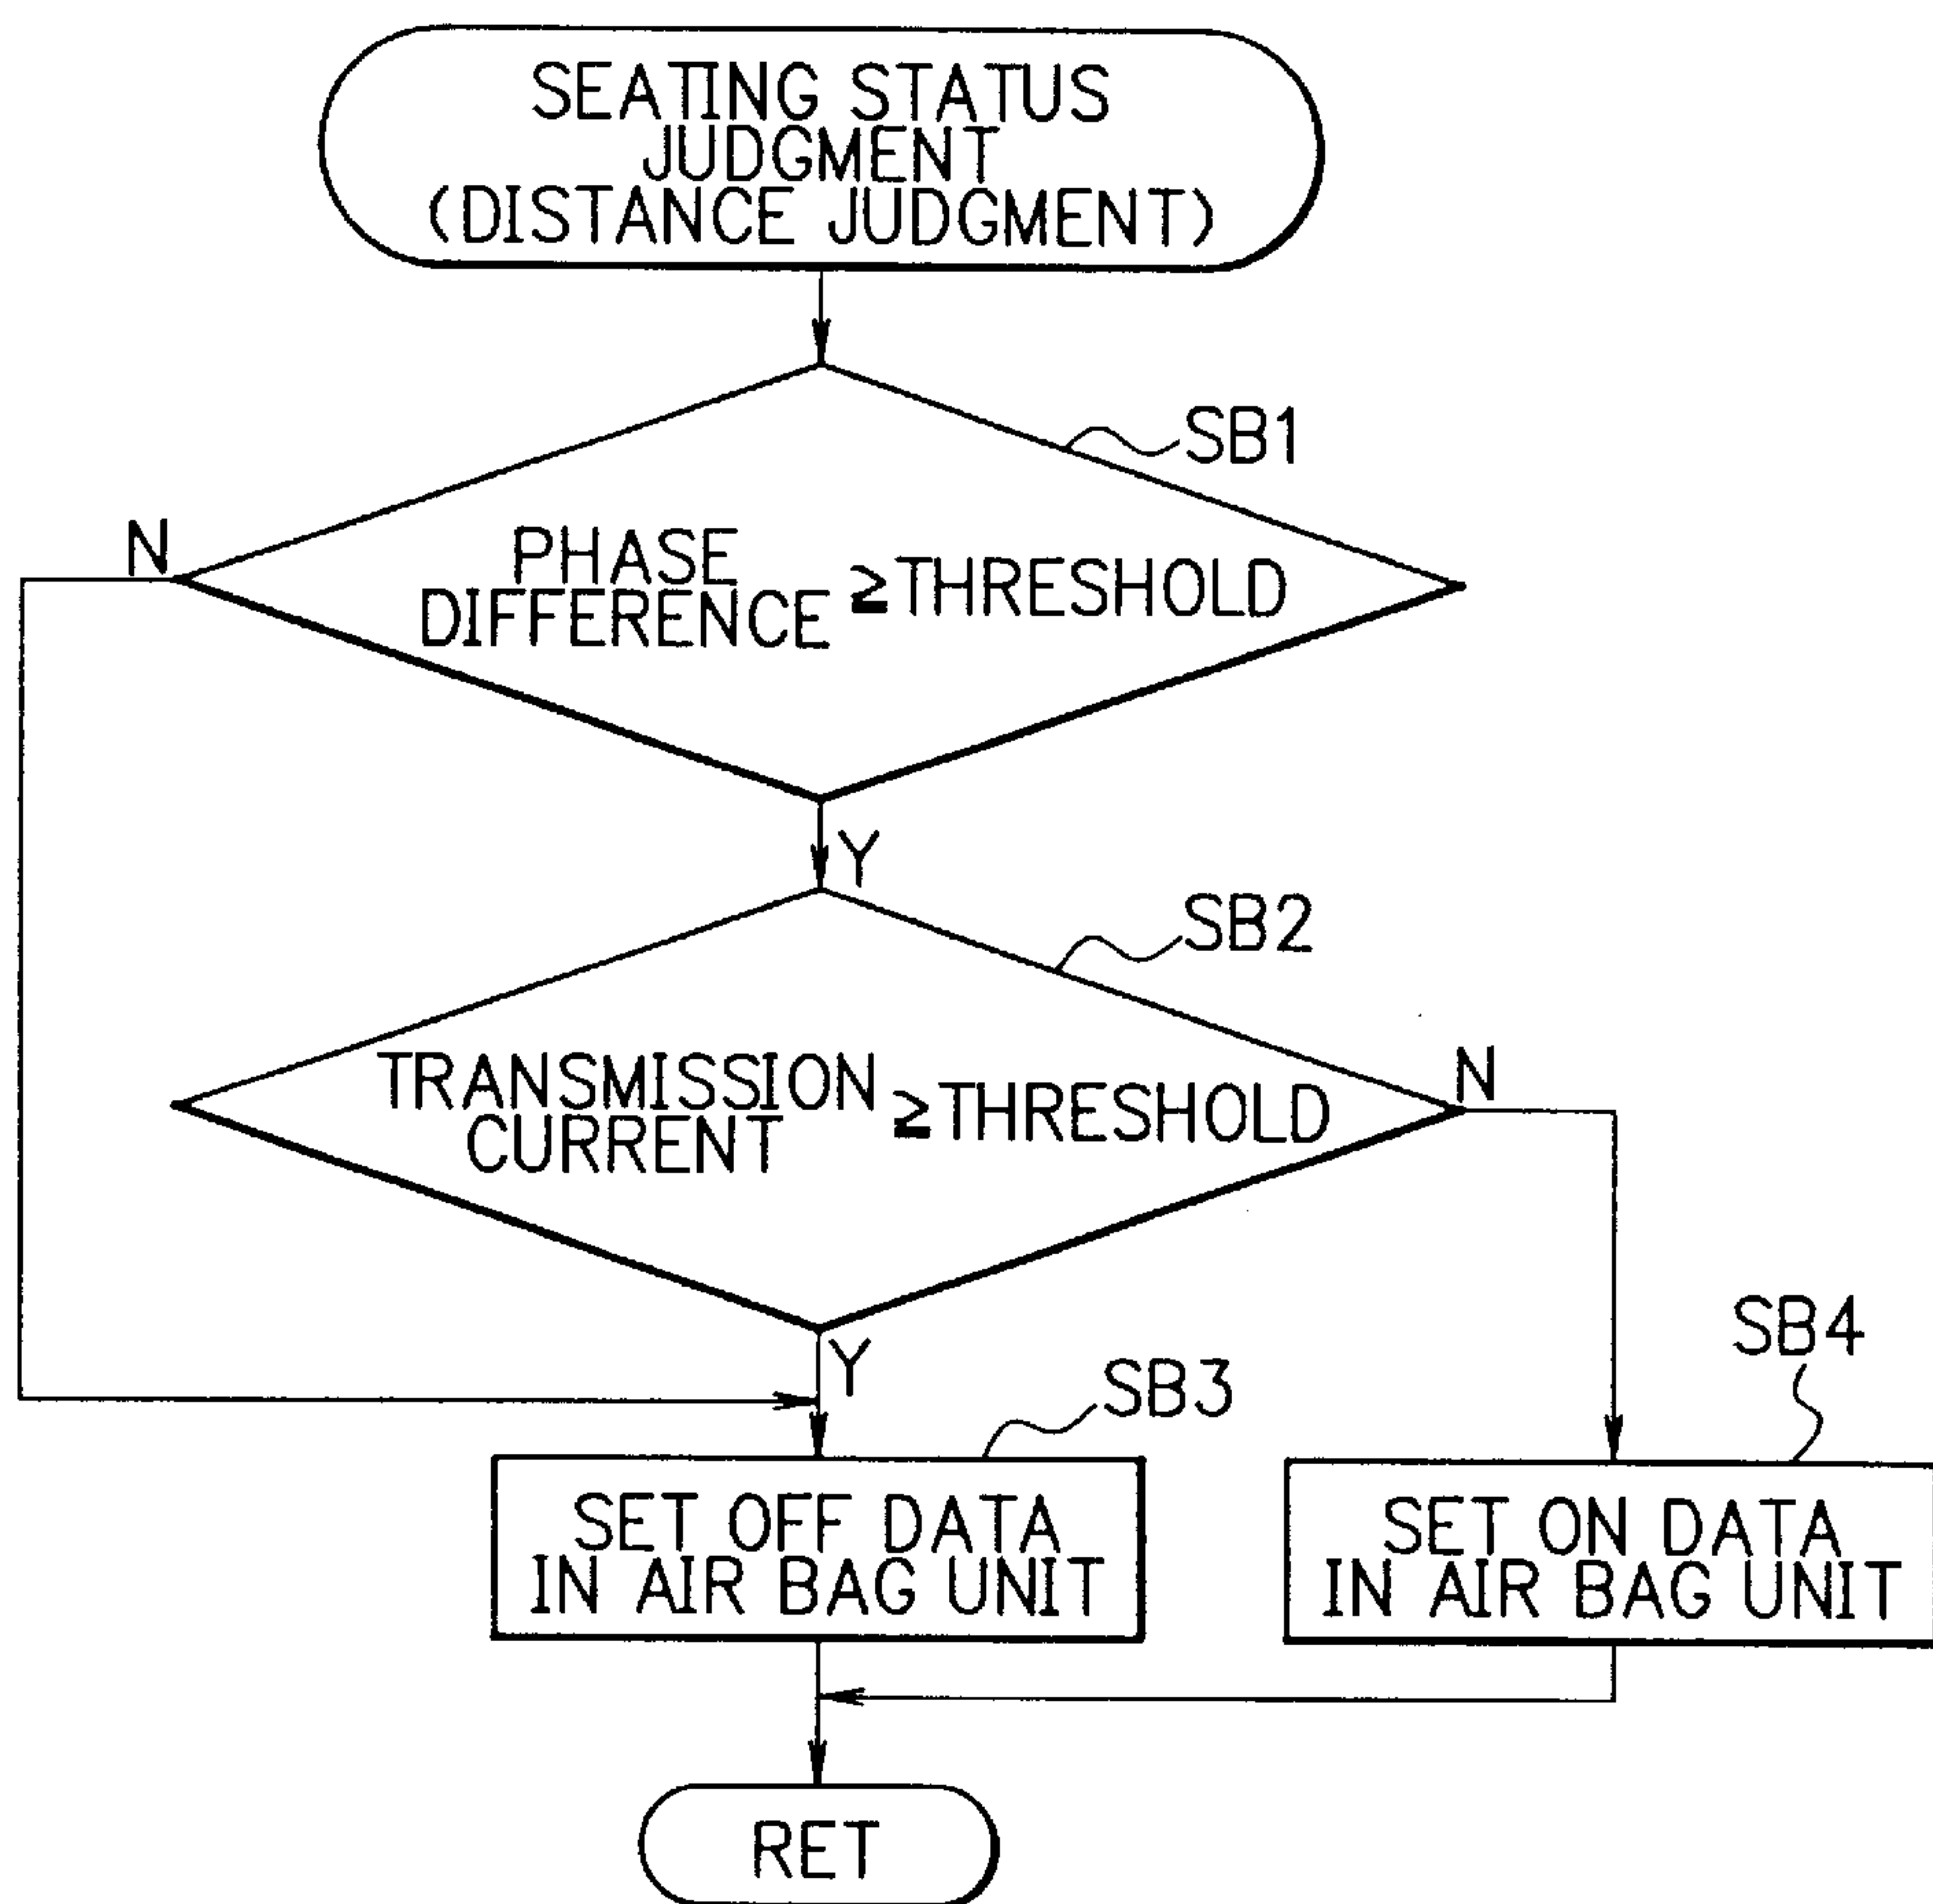 SEATING STATUS
JUDGMENT
(DISTANCE JUDGMENT)
SB1
N
PHASE
DIFFERENCE ≥THRESHOLD
Y
SB2
N
TRANSMISSION
CURRENT ≥THRESHOLD
Y
SB3
SB4
SET OFF DATA
IN AIR BAG UNIT
SET ON DATA
IN AIR BAG UNIT
RET